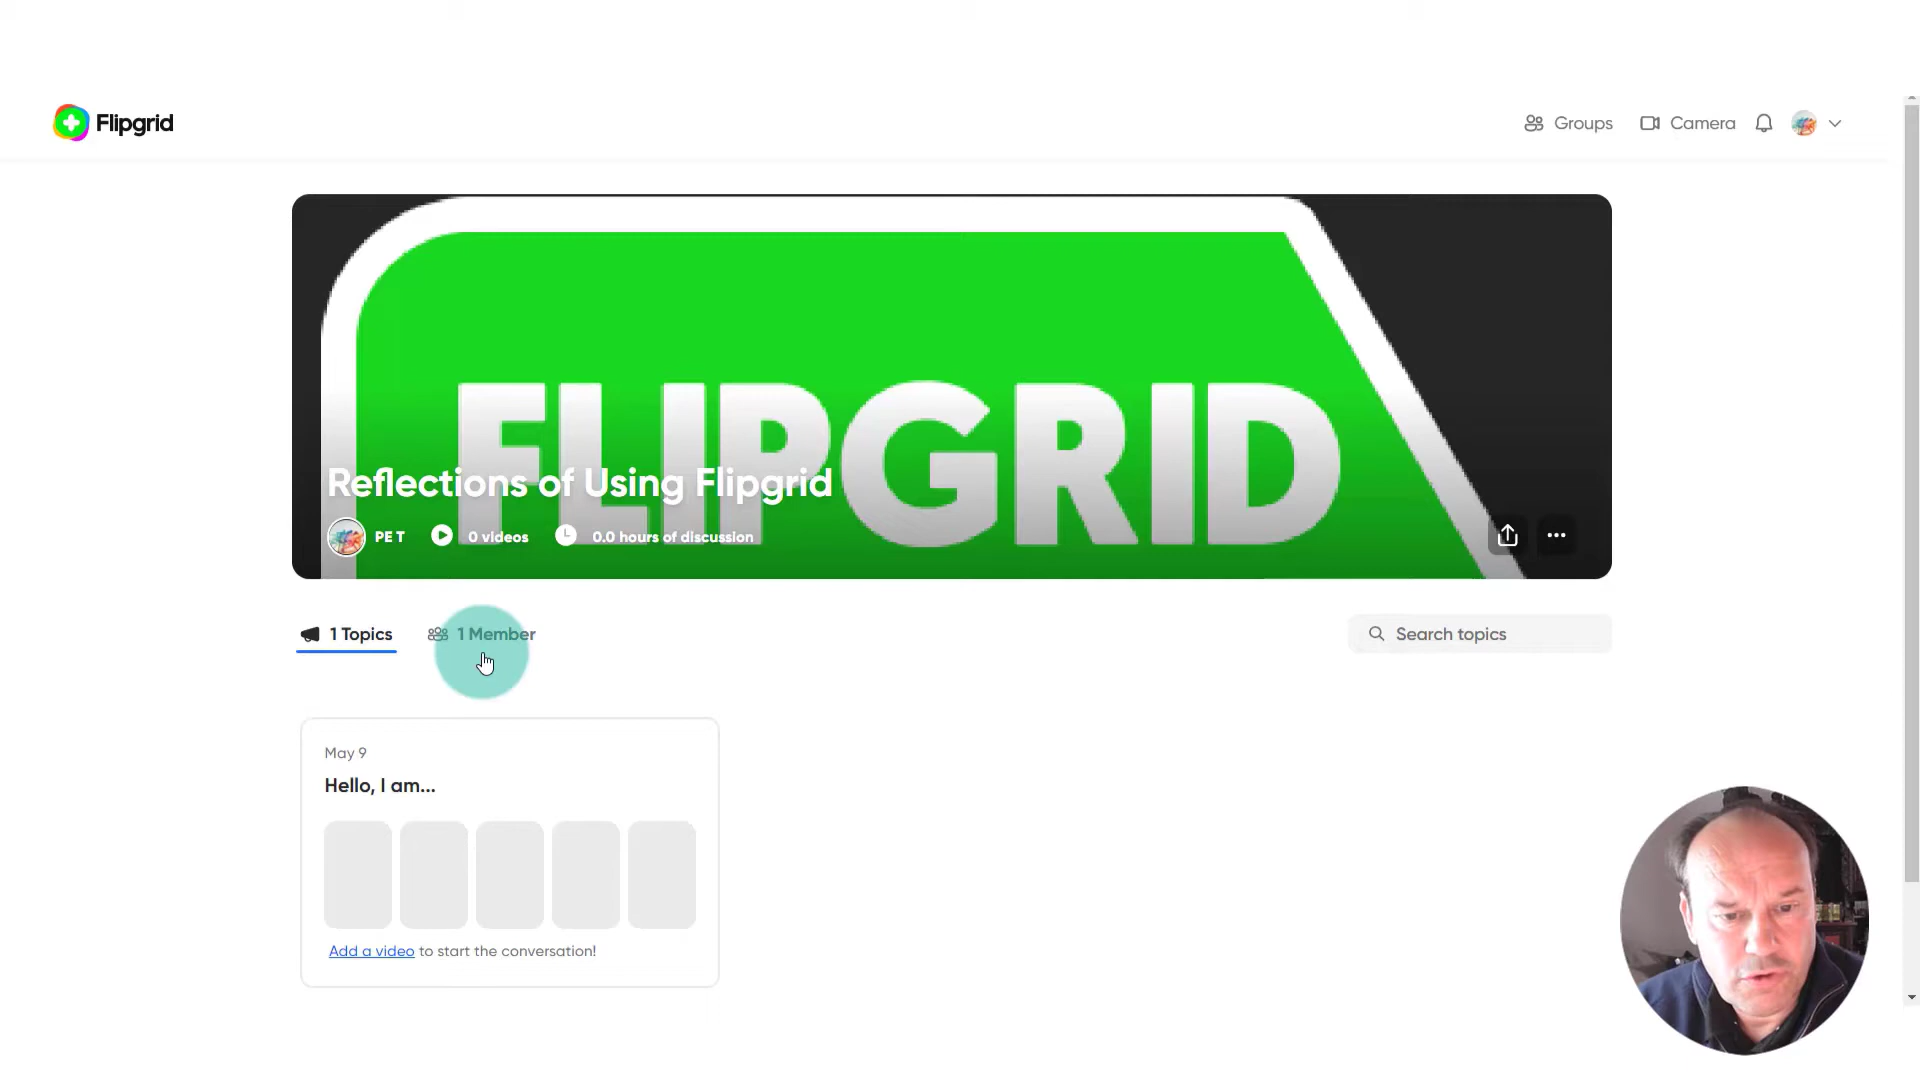 Flipgrid
Groups
Camera
FLIPGRID
Reflections of Using Flipgrid
PE T
0 videos
0.0 hours of discussion
1 Topics
1 Member
Search topics
May 9
Hello, I am...
Add a video to start the conversation!